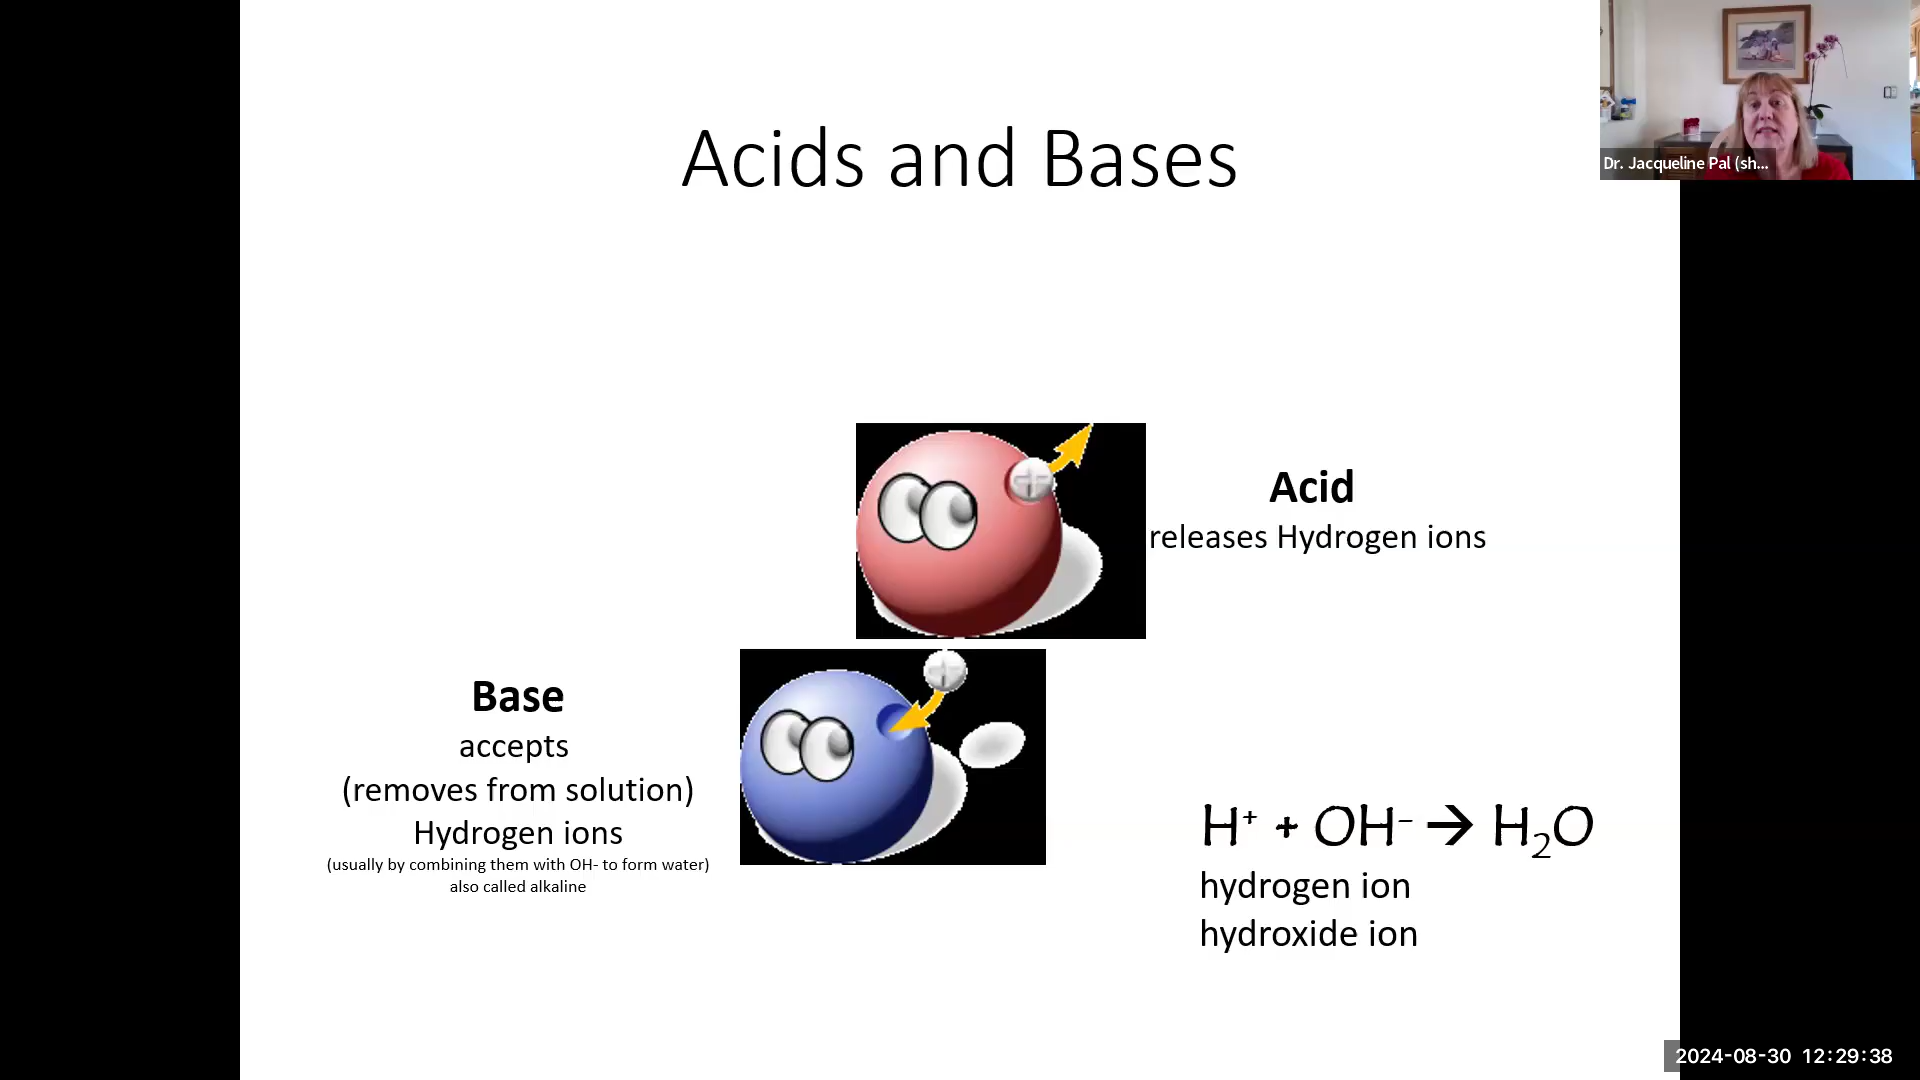 Dr. Jacqueline Pal (sh...
Acids and Bases
Acid
releases Hydrogen ions
Base
accepts
(removes from solution)
Hydrogen ions
(usually by combining them with OH- to form water)
also called alkaline
H⁺ + OH⁻ → H₂O
hydrogen ion
hydroxide ion
2024-08-30 12:29:38